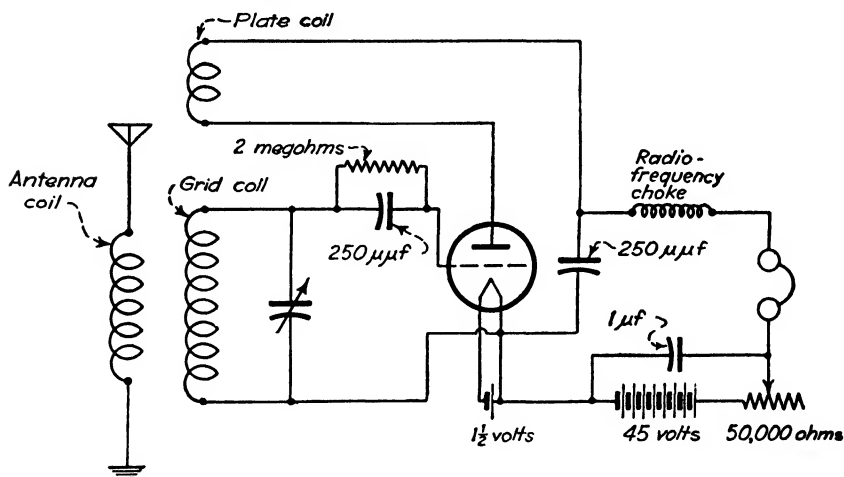 Plate coil
2 megohms
Radio-
frequency
choke
Antenna
coil
Grid coil
250 μμf
250 μμf
1 μf
1½ volts
45 volts
50,000 ohms